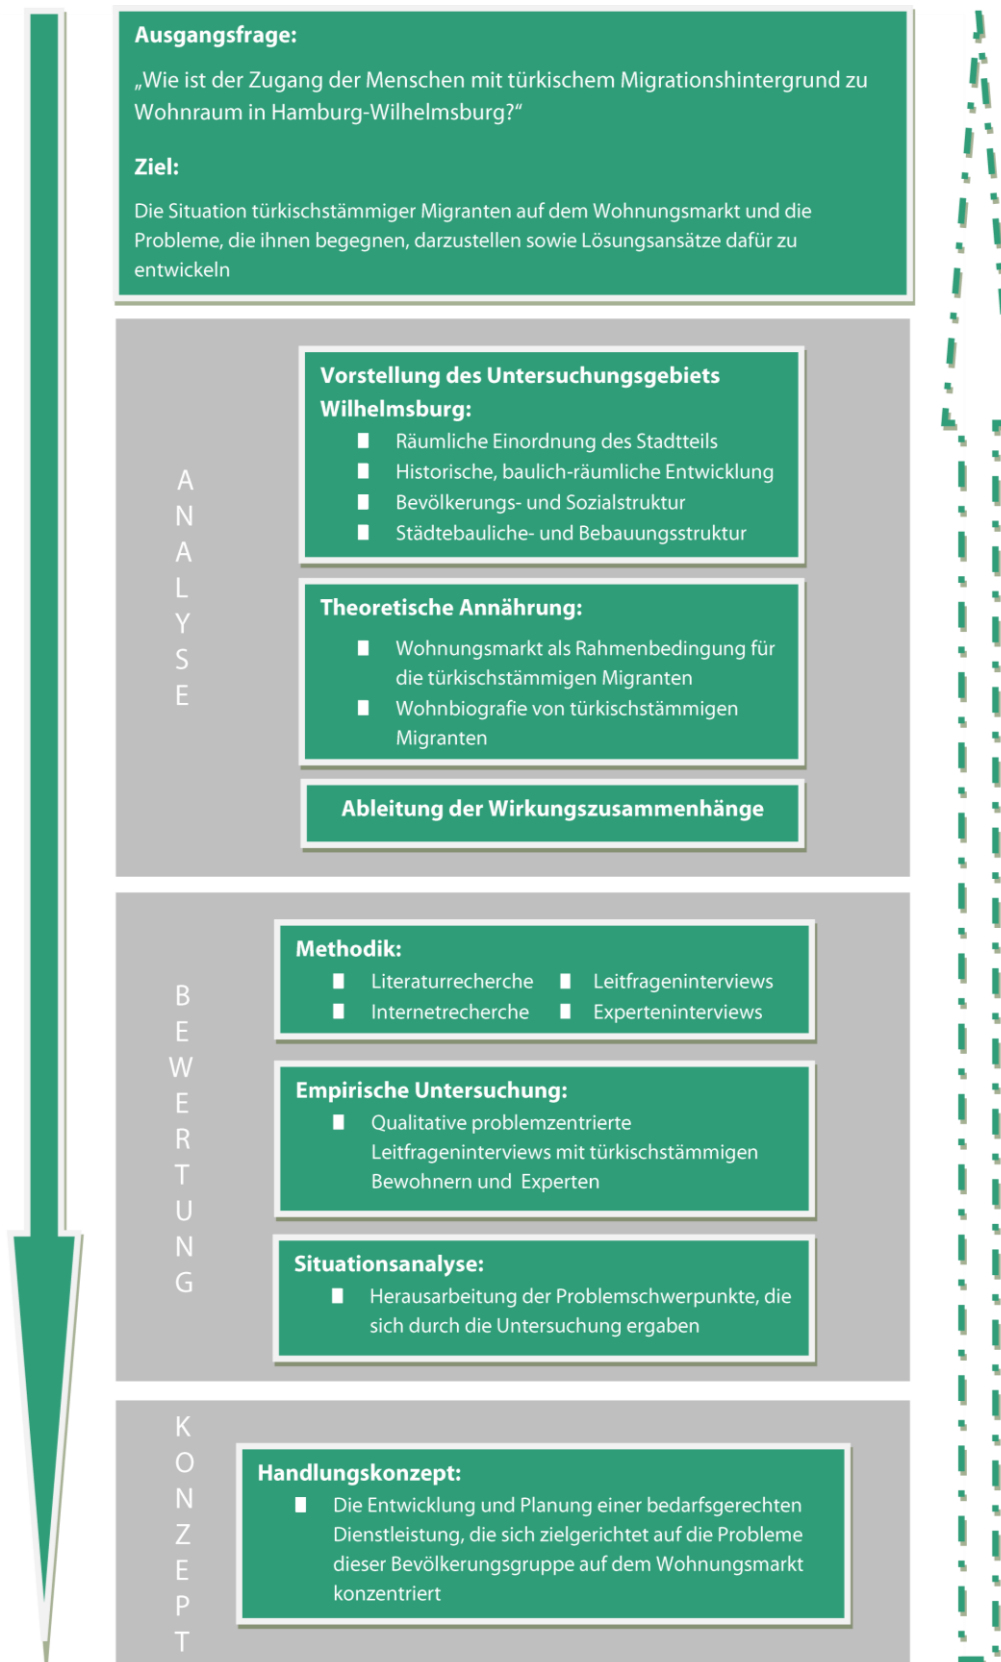 Ausgangsfrage:
„Wie ist der Zugang der Menschen mit türkischem Migrationshintergrund zu
Wohnraum in Hamburg-Wilhelmsburg?“
Ziel:
Die Situation türkischstämmiger Migranten auf dem Wohnungsmarkt und die
Probleme, die ihnen begegnen, darzustellen sowie Lösungsansätze dafür zu
entwickeln
ANALYSE
Vorstellung des Untersuchungsgebiets
Wilhelmsburg:
Räumliche Einordnung des Stadtteils
Historische, baulich-räumliche Entwicklung
Bevölkerungs- und Sozialstruktur
Städtebauliche- und Bebauungsstruktur
Theoretische Annährung:
Wohnungsmarkt als Rahmenbedingung für
die türkischstämmigen Migranten
Wohnbiografie von türkischstämmigen
Migranten
Ableitung der Wirkungszusammenhänge
BEWERTUNG
Methodik:
Literaturrecherche Leitfrageninterviews
Internetrecherche Experteninterviews
Empirische Untersuchung:
Qualitative problemzentrierte
Leitfrageninterviews mit türkischstämmigen
Bewohnern und Experten
Situationsanalyse:
Herausarbeitung der Problemschwerpunkte, die
sich durch die Untersuchung ergaben
KONZEPT
Handlungskonzept:
Die Entwicklung und Planung einer bedarfsgerechten
Dienstleistung, die sich zielgerichtet auf die Probleme
dieser Bevölkerungsgruppe auf dem Wohnungsmarkt
konzentriert